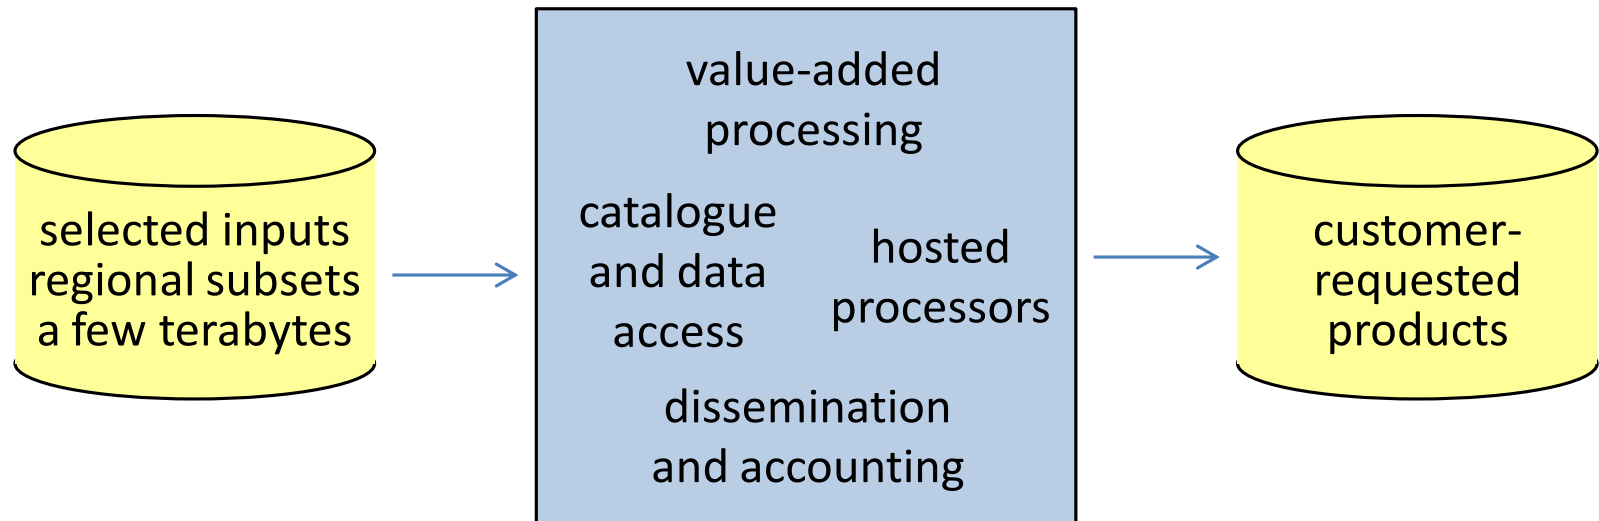 selected inputs
regional subsets
a few terabytes
value-added
processing
catalogue
and data
access
hosted
processors
dissemination
and accounting
customer-
requested
products